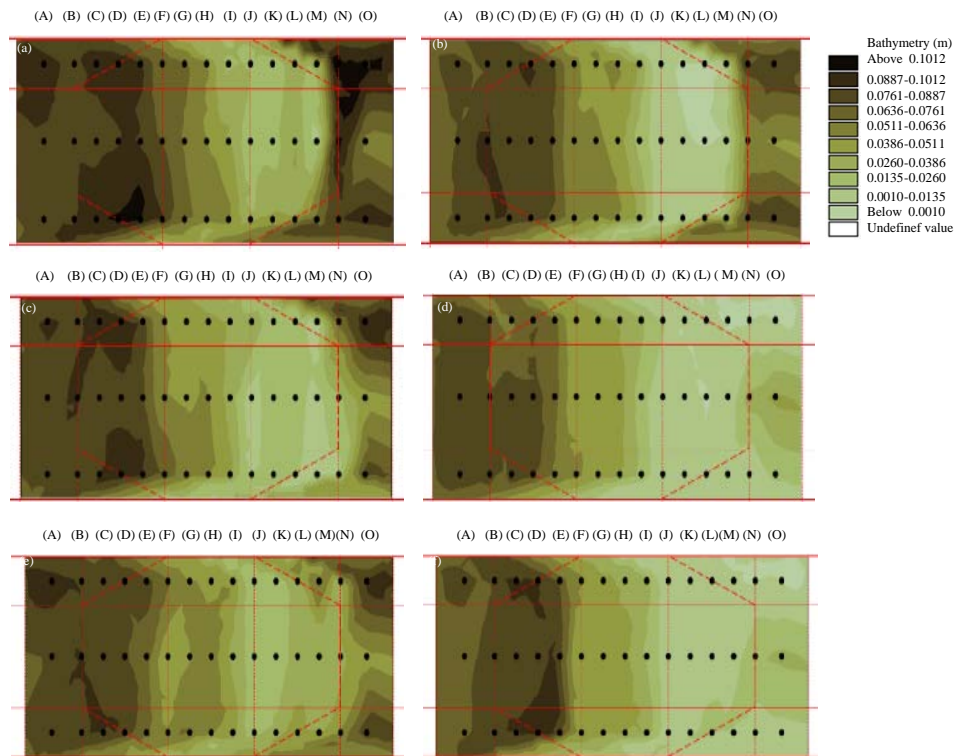 (A) (B) (C) (D) (E) (F) (G) (H) (I) (J) (K) (L) (M) (N) (O)
(A) (B) (C) (D) (E) (F) (G) (H) (I) (J) (K) (L) (M) (N) (O)
(a)
(b)
Bathymetry (m)
Above 0.1012
0.0887-0.1012
0.0761-0.0887
0.0636-0.0761
0.0511-0.0636
0.0386-0.0511
0.0260-0.0386
0.0135-0.0260
0.0010-0.0135
Below 0.0010
Undefinef value
(A) (B) (C) (D) (E) (F) (G) (H) (I) (J) (K) (L) (M) (N) (O)
(A) (B) (C) (D) (E) (F) (G) (H) (I) (J) (K) (L) ( M) (N) (O)
(c)
(d)
(A) (B) (C) (D) (E) (F) (G) (H) (I) (J) (K) (L) (M)(N) (O)
(A) (B) (C) (D) (E) (F) (G) (H) (I) (J) (K) (L)(M) (N) (O)
e)
)